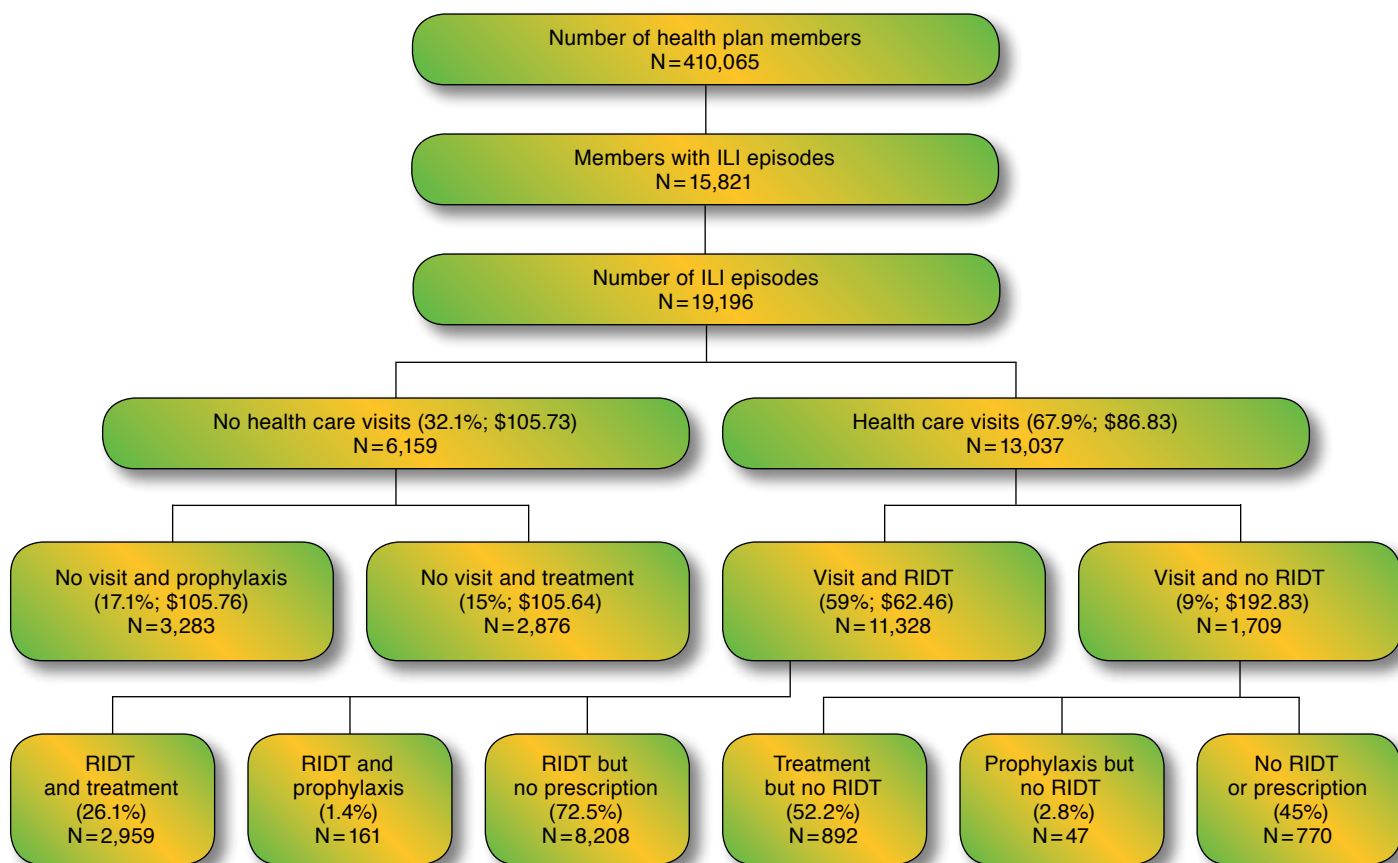 Number of health plan members
N=410,065
Members with ILI episodes
N=15,821
Number of ILI episodes
N=19,196
No health care visits (32.1%; $105.73)
N=6,159
Health care visits (67.9%; $86.83)
N=13,037
No visit and prophylaxis
(17.1%; $105.76)
N=3,283
No visit and treatment
(15%; $105.64)
N=2,876
Visit and RIDT
(59%; $62.46)
N=11,328
Visit and no RIDT
(9%; $192.83)
N=1,709
RIDT
and treatment
(26.1%)
N=2,959
RIDT and
prophylaxis
(1.4%)
N=161
RIDT but
no prescription
(72.5%)
N=8,208
Treatment
but no RIDT
(52.2%)
N=892
Prophylaxis but
no RIDT
(2.8%)
N=47
No RIDT
or prescription
(45%)
N=770